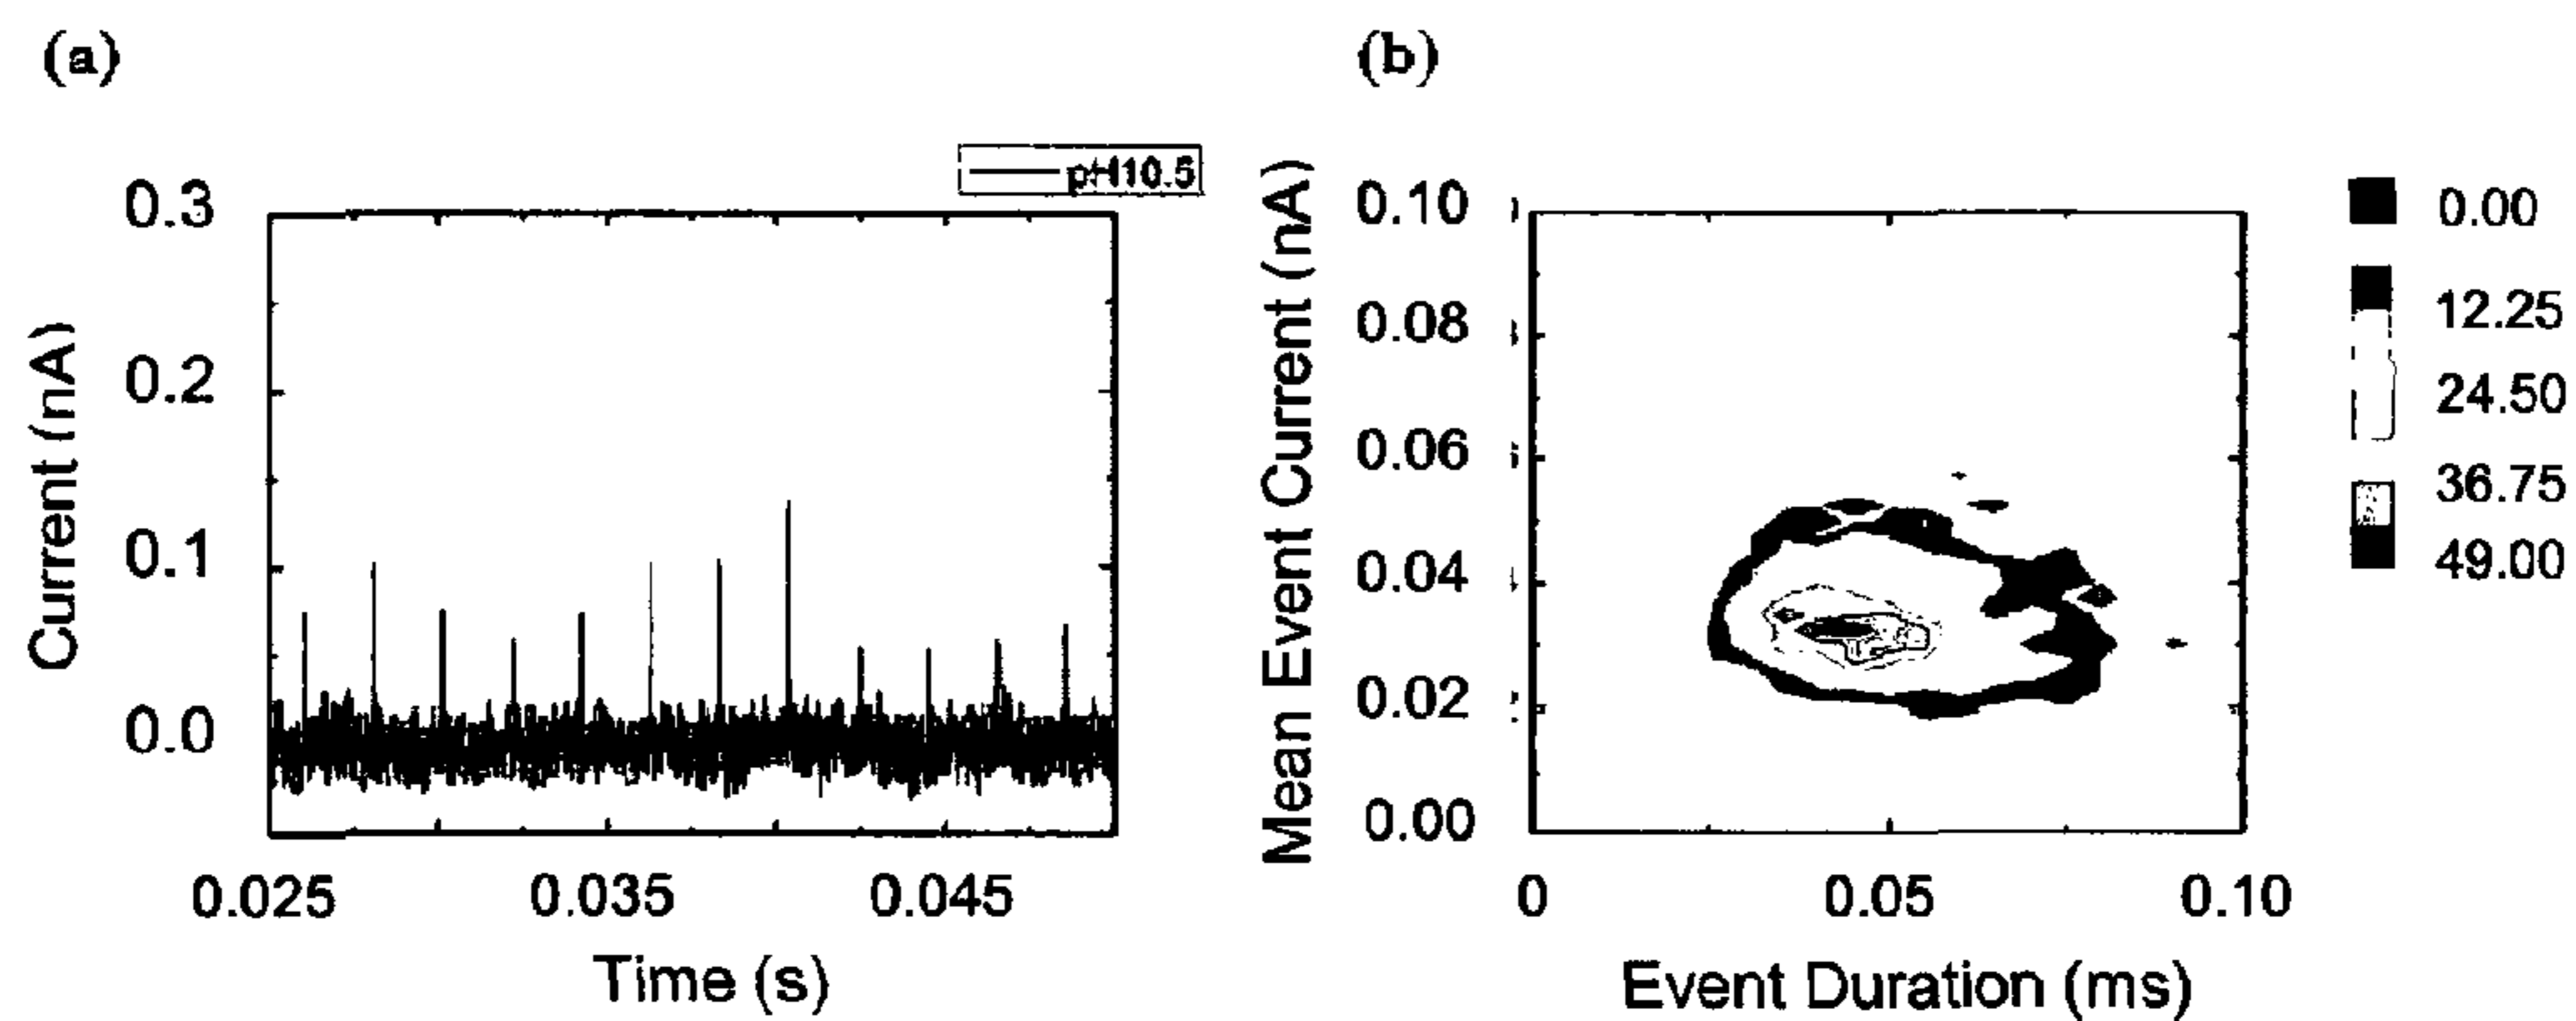 (a)
pH10.5
0.3
0.2
0.1
0.0
Current (nA)
0.025 0.035 0.045
Time (s)
(b)
0.10
0.08
0.06
0.04
0.02
0.00
Mean Event Current (nA)
0 0.05 0.10
Event Duration (ms)
0.00
12.25
24.50
36.75
49.00